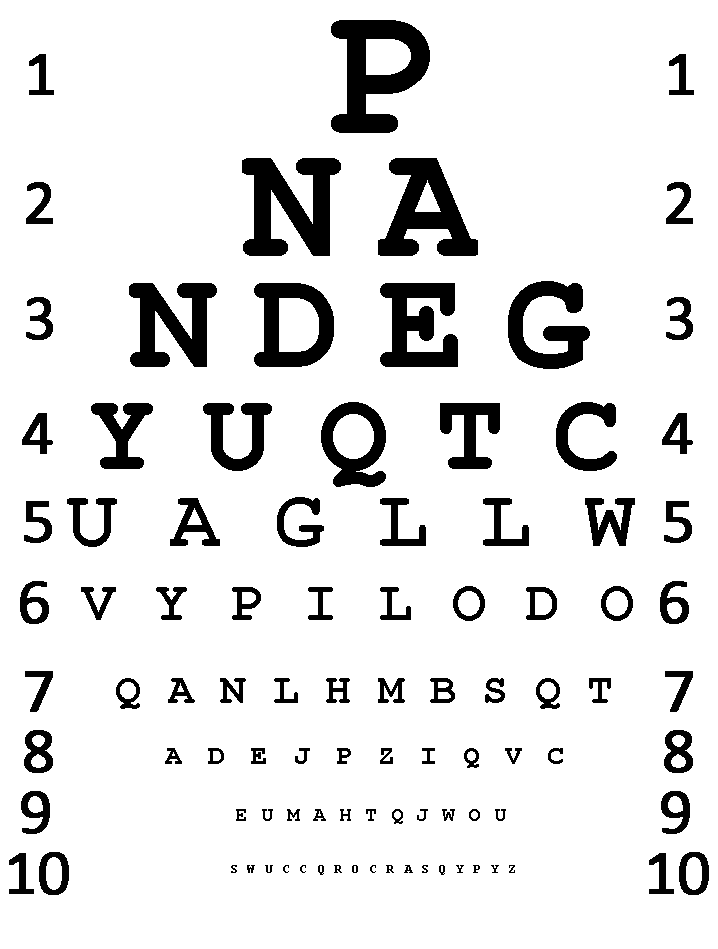 1 P 1
2 N A 2
3 N D E G 3
4 Y U Q T C 4
5 U A G L L W 5
6 V Y P I L O D O 6
7 Q A N L H M B S Q T 7
8 A D E J P Z I Q V C 8
9 E U M A H T Q J W O U 9
10 S W U C C Q R O C R A S Q Y P Y Z 10